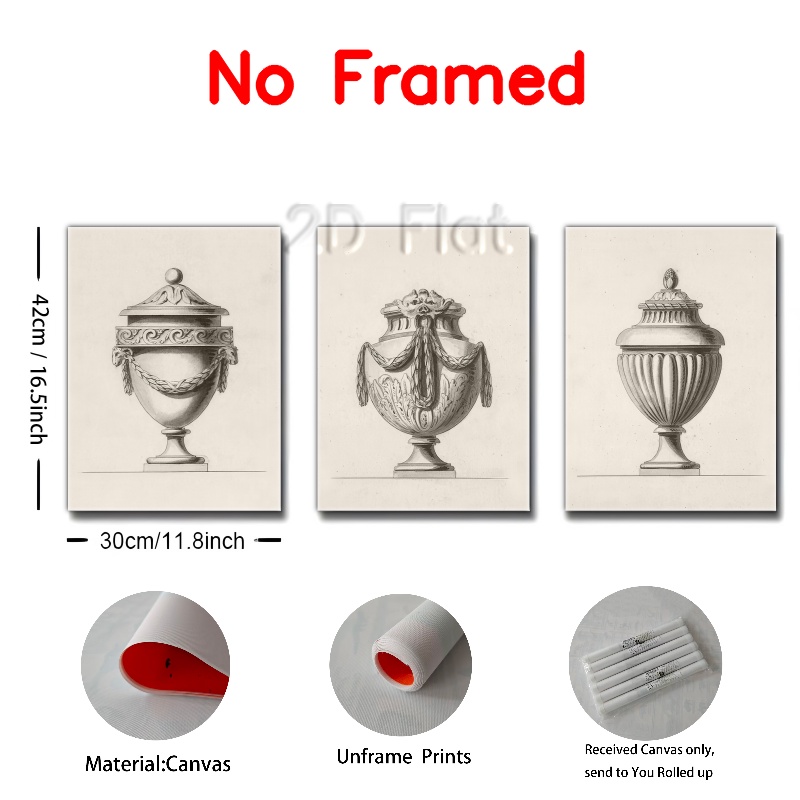 No Framed
2D Flat
42cm / 16.5inch
30cm/11.8inch
Material:Canvas
Unframe Prints
Received Canvas only,
send to You Rolled up